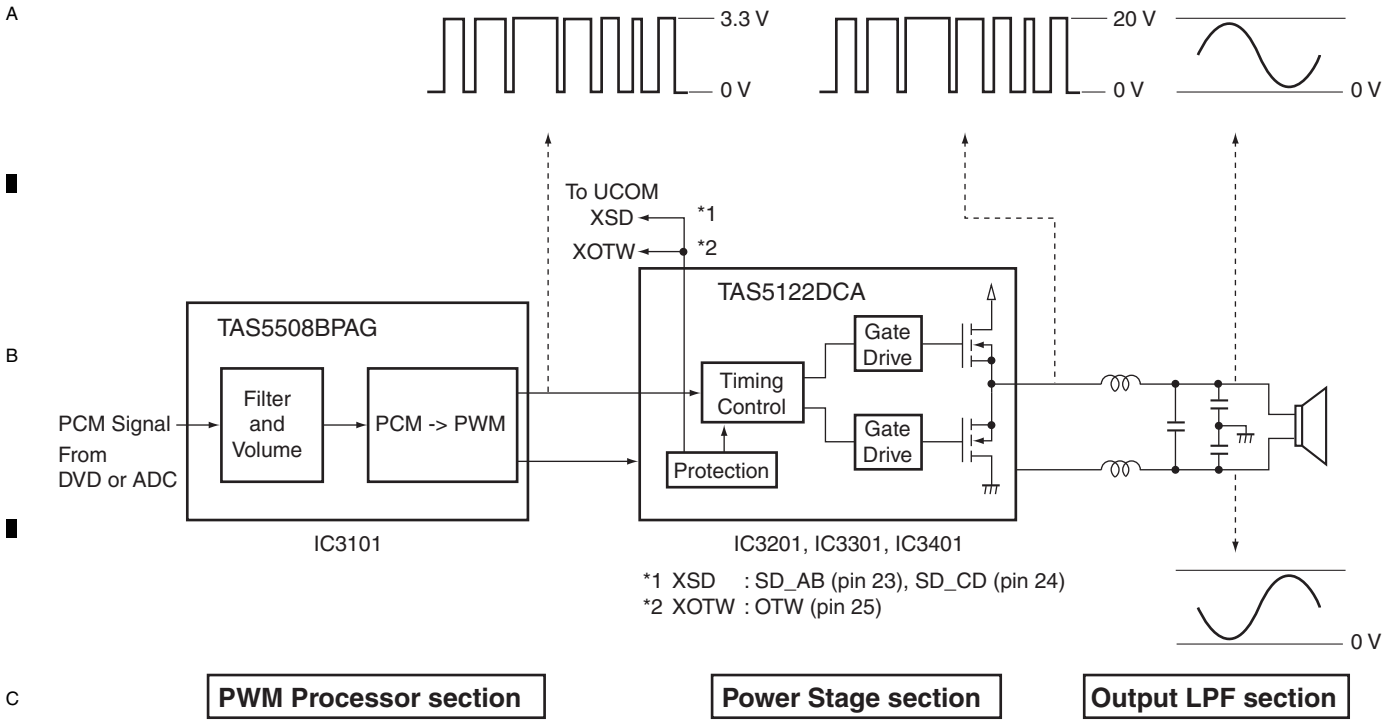 A
3.3 V
0 V
20 V
0 V
0 V
To UCOM
XSD
*1
XOTW
*2
TAS5508BPAG
TAS5122DCA
B
PCM Signal
From
DVD or ADC
Filter
and
Volume
PCM -> PWM
Timing
Control
Gate
Drive
Gate
Drive
Protection
IC3101
IC3201, IC3301, IC3401
*1 XSD : SD_AB (pin 23), SD_CD (pin 24)
*2 XOTW : OTW (pin 25)
0 V
C
PWM Processor section
Power Stage section
Output LPF section